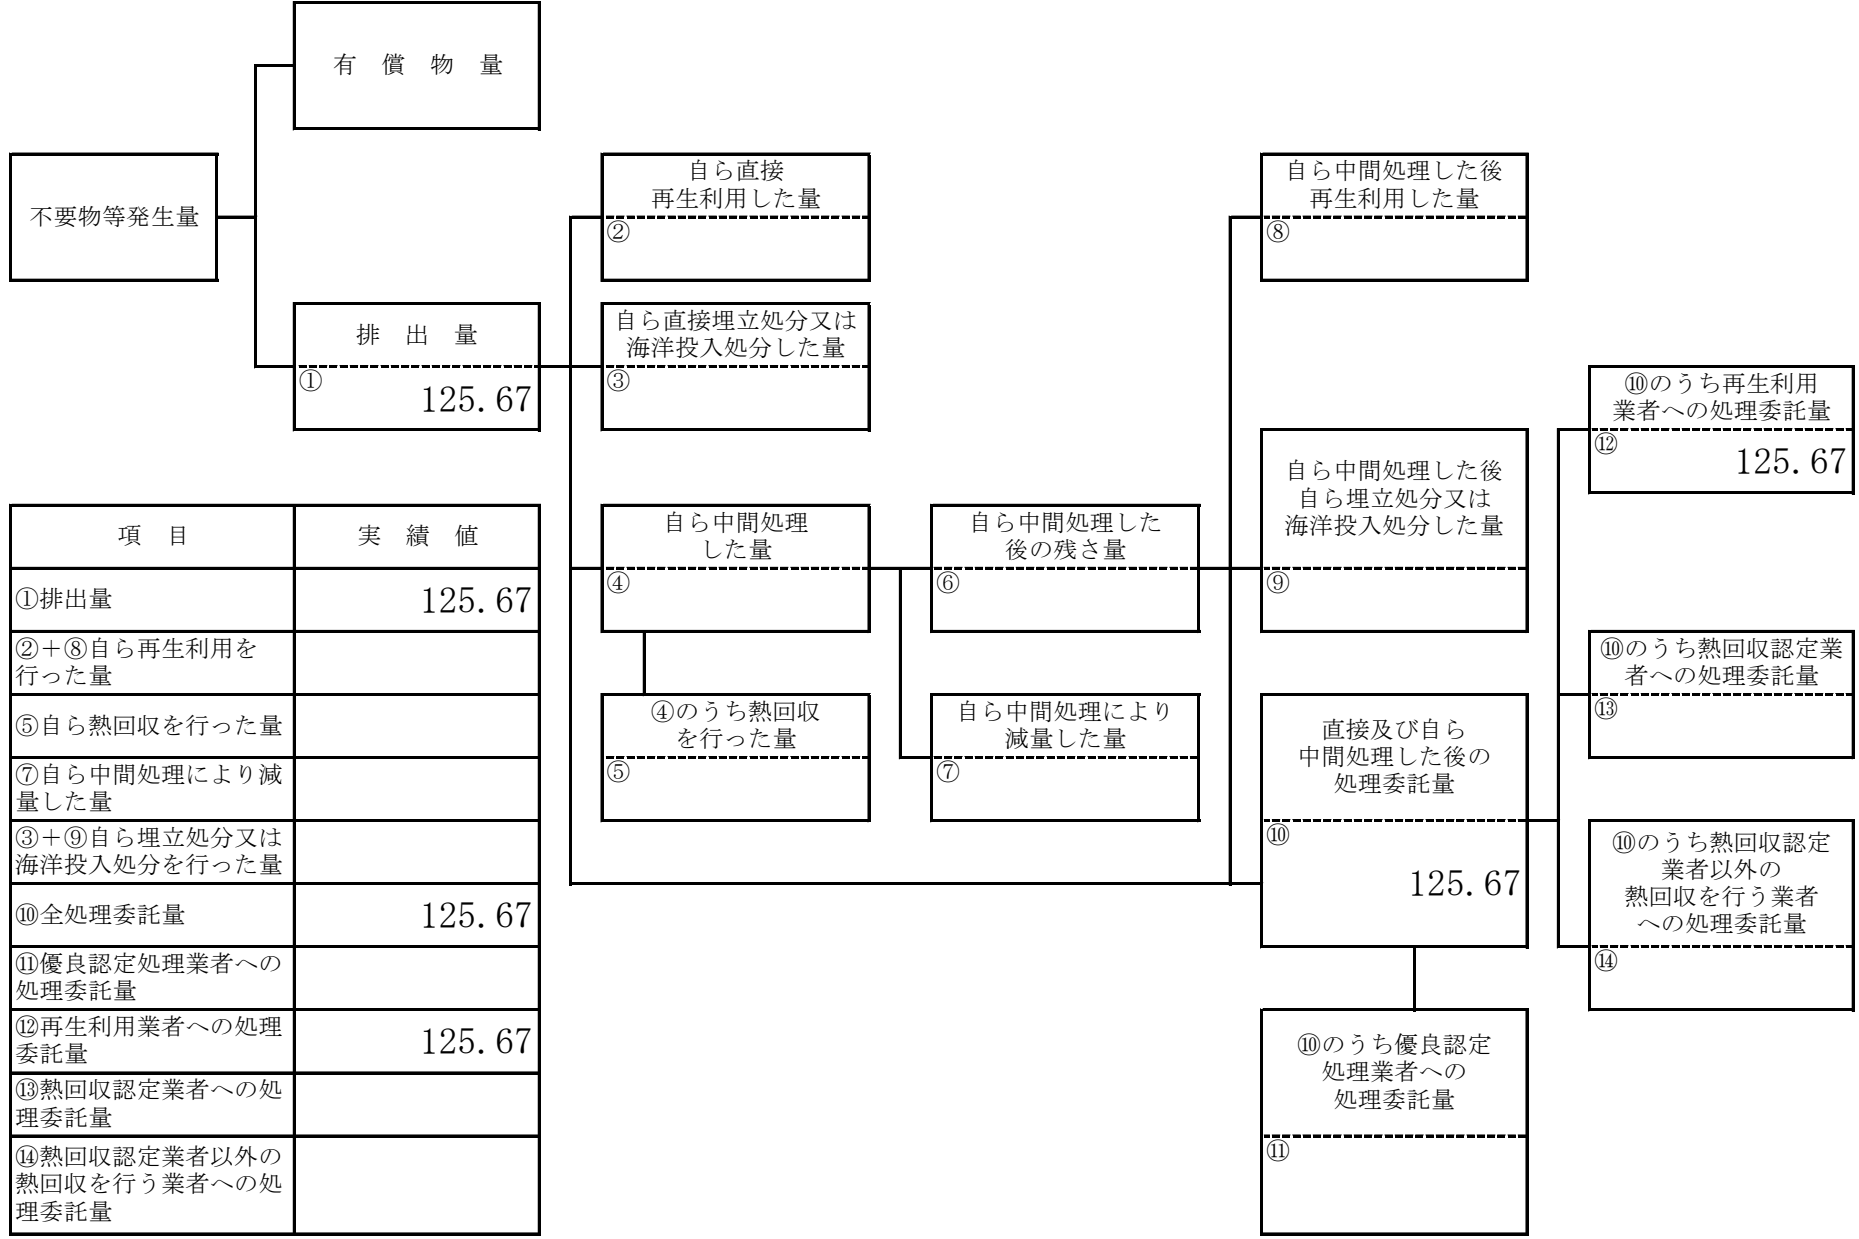 有 償 物 量
不要物等発生量
排 出 量
①
125.67
自ら直接
再生利用した量
②
自ら直接埋立処分又は
海洋投入処分した量
③
自ら中間処理
した量
④
④のうち熱回収
を行った量
⑤
自ら中間処理した
後の残さ量
⑥
自ら中間処理により
減量した量
⑦
自ら中間処理した後
再生利用した量
⑧
自ら中間処理した後
自ら埋立処分又は
海洋投入処分した量
⑨
直接及び自ら
中間処理した後の
処理委託量
⑩
125.67
⑩のうち優良認定
処理業者への
処理委託量
⑪
⑩のうち再生利用
業者への処理委託量
⑫
125.67
⑩のうち熱回収認定業
者への処理委託量
⑬
⑩のうち熱回収認定
業者以外の
熱回収を行う業者
への処理委託量
⑭
項 目
実 績 値
①排出量
125.67
②＋⑧自ら再生利用を
行った量
⑤自ら熱回収を行った量
⑦自ら中間処理により減
量した量
③＋⑨自ら埋立処分又は
海洋投入処分を行った量
⑩全処理委託量
125.67
⑪優良認定処理業者への
処理委託量
⑫再生利用業者への処理
委託量
125.67
⑬熱回収認定業者への処
理委託量
⑭熱回収認定業者以外の
熱回収を行う業者への処
理委託量